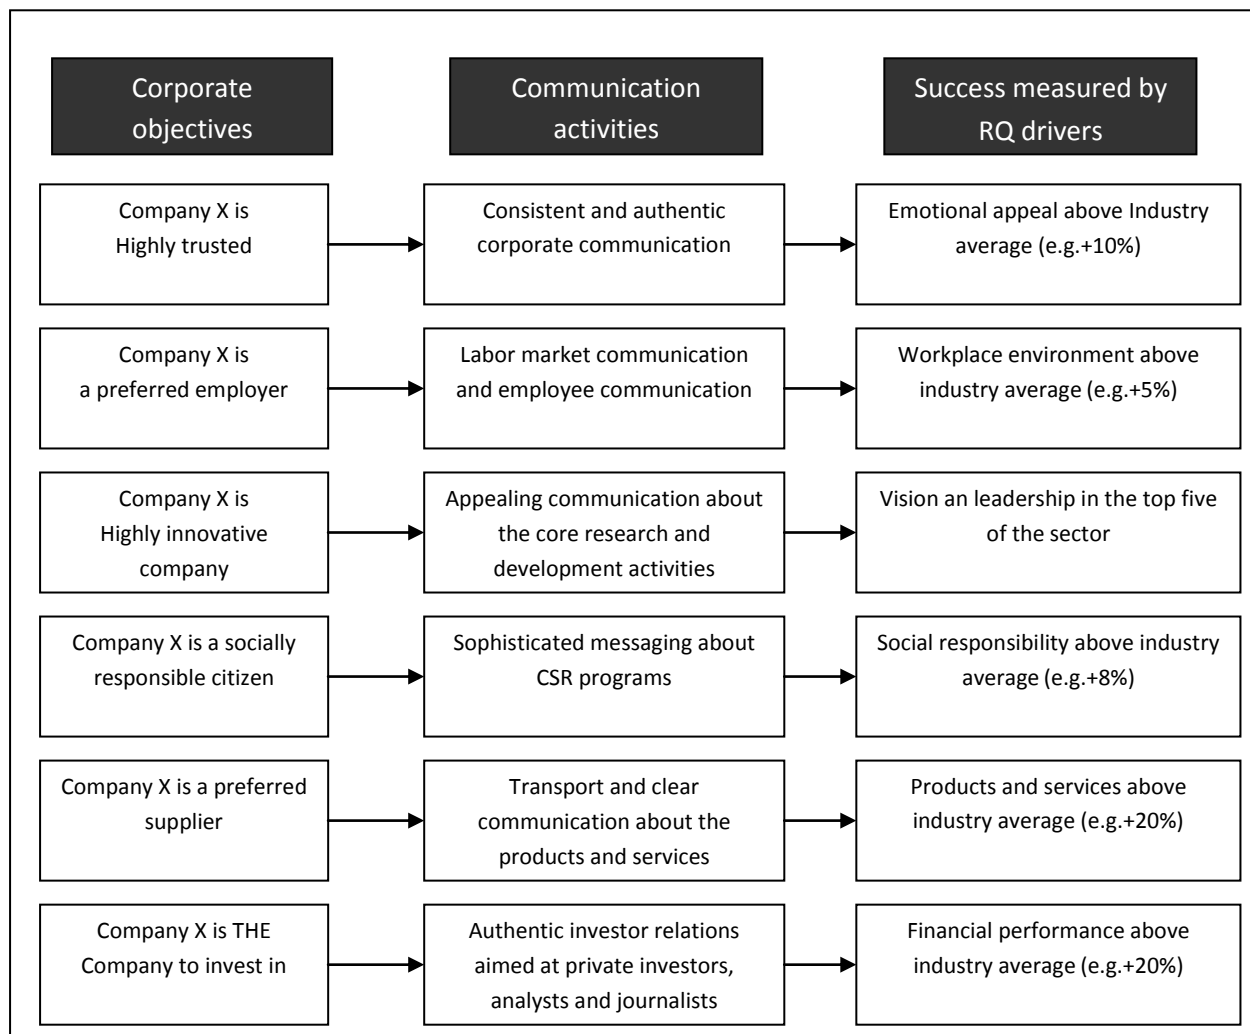 Corporate
objectives
Communication
activities
Success measured by
RQ drivers
Company X is
Highly trusted
Consistent and authentic
corporate communication
Emotional appeal above Industry
average (e.g.+10%)
Company X is
a preferred employer
Labor market communication
and employee communication
Workplace environment above
industry average (e.g.+5%)
Company X is
Highly innovative
company
Appealing communication about
the core research and
development activities
Vision an leadership in the top five
of the sector
Company X is a socially
responsible citizen
Sophisticated messaging about
CSR programs
Social responsibility above industry
average (e.g.+8%)
Company X is a preferred
supplier
Transport and clear
communication about the
products and services
Products and services above
industry average (e.g.+20%)
Company X is THE
Company to invest in
Authentic investor relations
aimed at private investors,
analysts and journalists
Financial performance above
industry average (e.g.+20%)